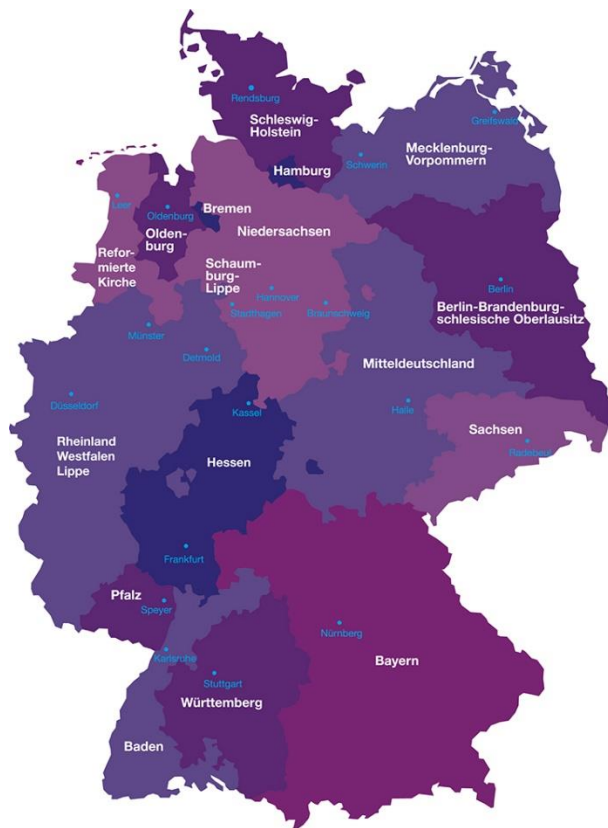 Rendsburg
Schleswig-
Holstein
Greifswald
Mecklenburg-
Vorpommern
Schwerin
Hamburg
Leer
Bremen
Oldenburg
Olden-
burg
Niedersachsen
Refor-
mierte
Kirche
Schaum-
burg-
Lippe
Hannover
Stadthagen
Braunschweig
Berlin
Berlin-Brandenburg-
schlesische Oberlausitz
Münster
Detmold
Mitteldeutschland
Düsseldorf
Kassel
Halle
Sachsen
Radebeul
Rheinland
Westfalen
Lippe
Hessen
Frankfurt
Pfalz
Speyer
Nürnberg
Karlsruhe
Bayern
Stuttgart
Württemberg
Baden